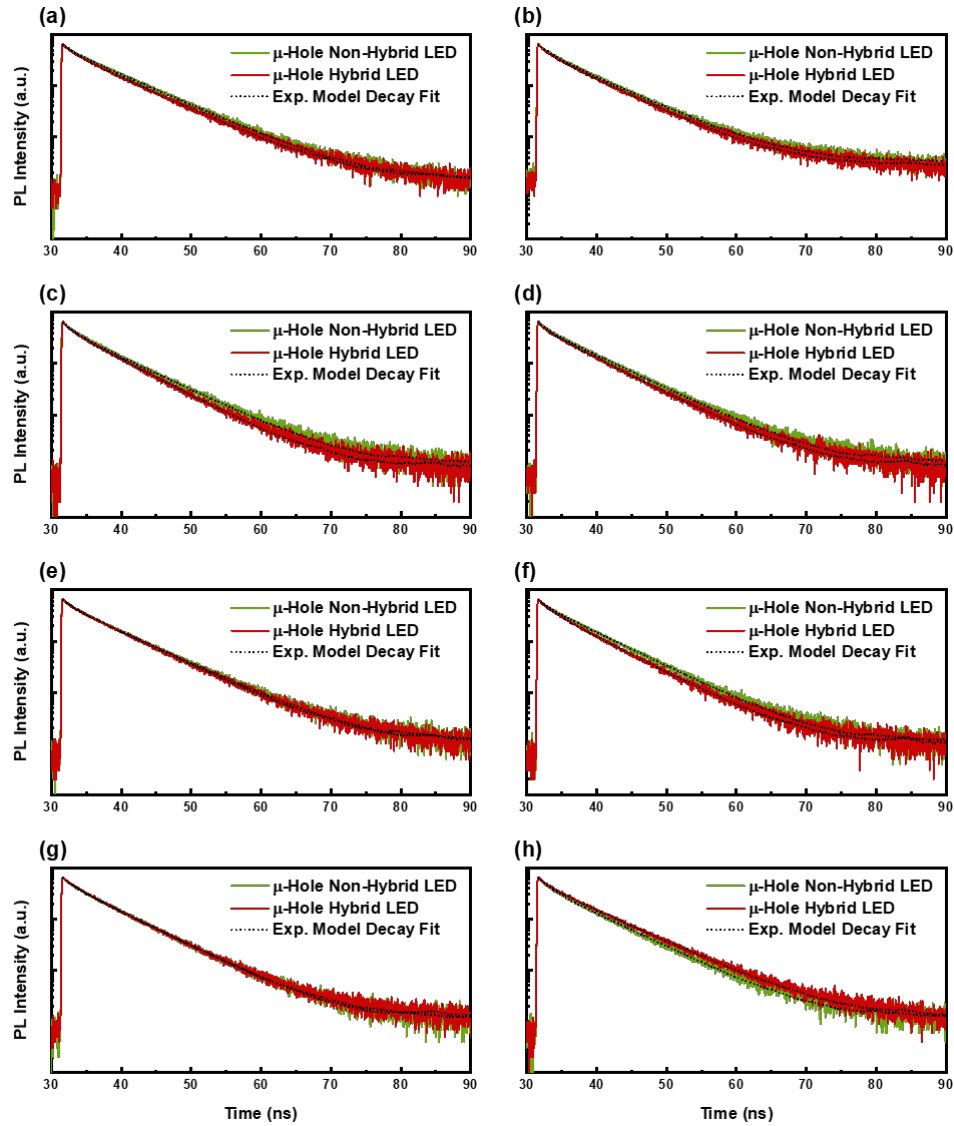 (a)
PL Intensity (a.u.)
μ-Hole Non-Hybrid LED
μ-Hole Hybrid LED
Exp. Model Decay Fit
30 40 50 60 70 80 90
(b)
μ-Hole Non-Hybrid LED
μ-Hole Hybrid LED
Exp. Model Decay Fit
30 40 50 60 70 80 90
(c)
PL Intensity (a.u.)
μ-Hole Non-Hybrid LED
μ-Hole Hybrid LED
Exp. Model Decay Fit
30 40 50 60 70 80 90
(d)
μ-Hole Non-Hybrid LED
μ-Hole Hybrid LED
Exp. Model Decay Fit
30 40 50 60 70 80 90
(e)
PL Intensity (a.u.)
μ-Hole Non-Hybrid LED
μ-Hole Hybrid LED
Exp. Model Decay Fit
30 40 50 60 70 80 90
(f)
μ-Hole Non-Hybrid LED
μ-Hole Hybrid LED
Exp. Model Decay Fit
30 40 50 60 70 80 90
(g)
PL Intensity (a.u.)
μ-Hole Non-Hybrid LED
μ-Hole Hybrid LED
Exp. Model Decay Fit
30 40 50 60 70 80 90
Time (ns)
(h)
μ-Hole Non-Hybrid LED
μ-Hole Hybrid LED
Exp. Model Decay Fit
30 40 50 60 70 80 90
Time (ns)